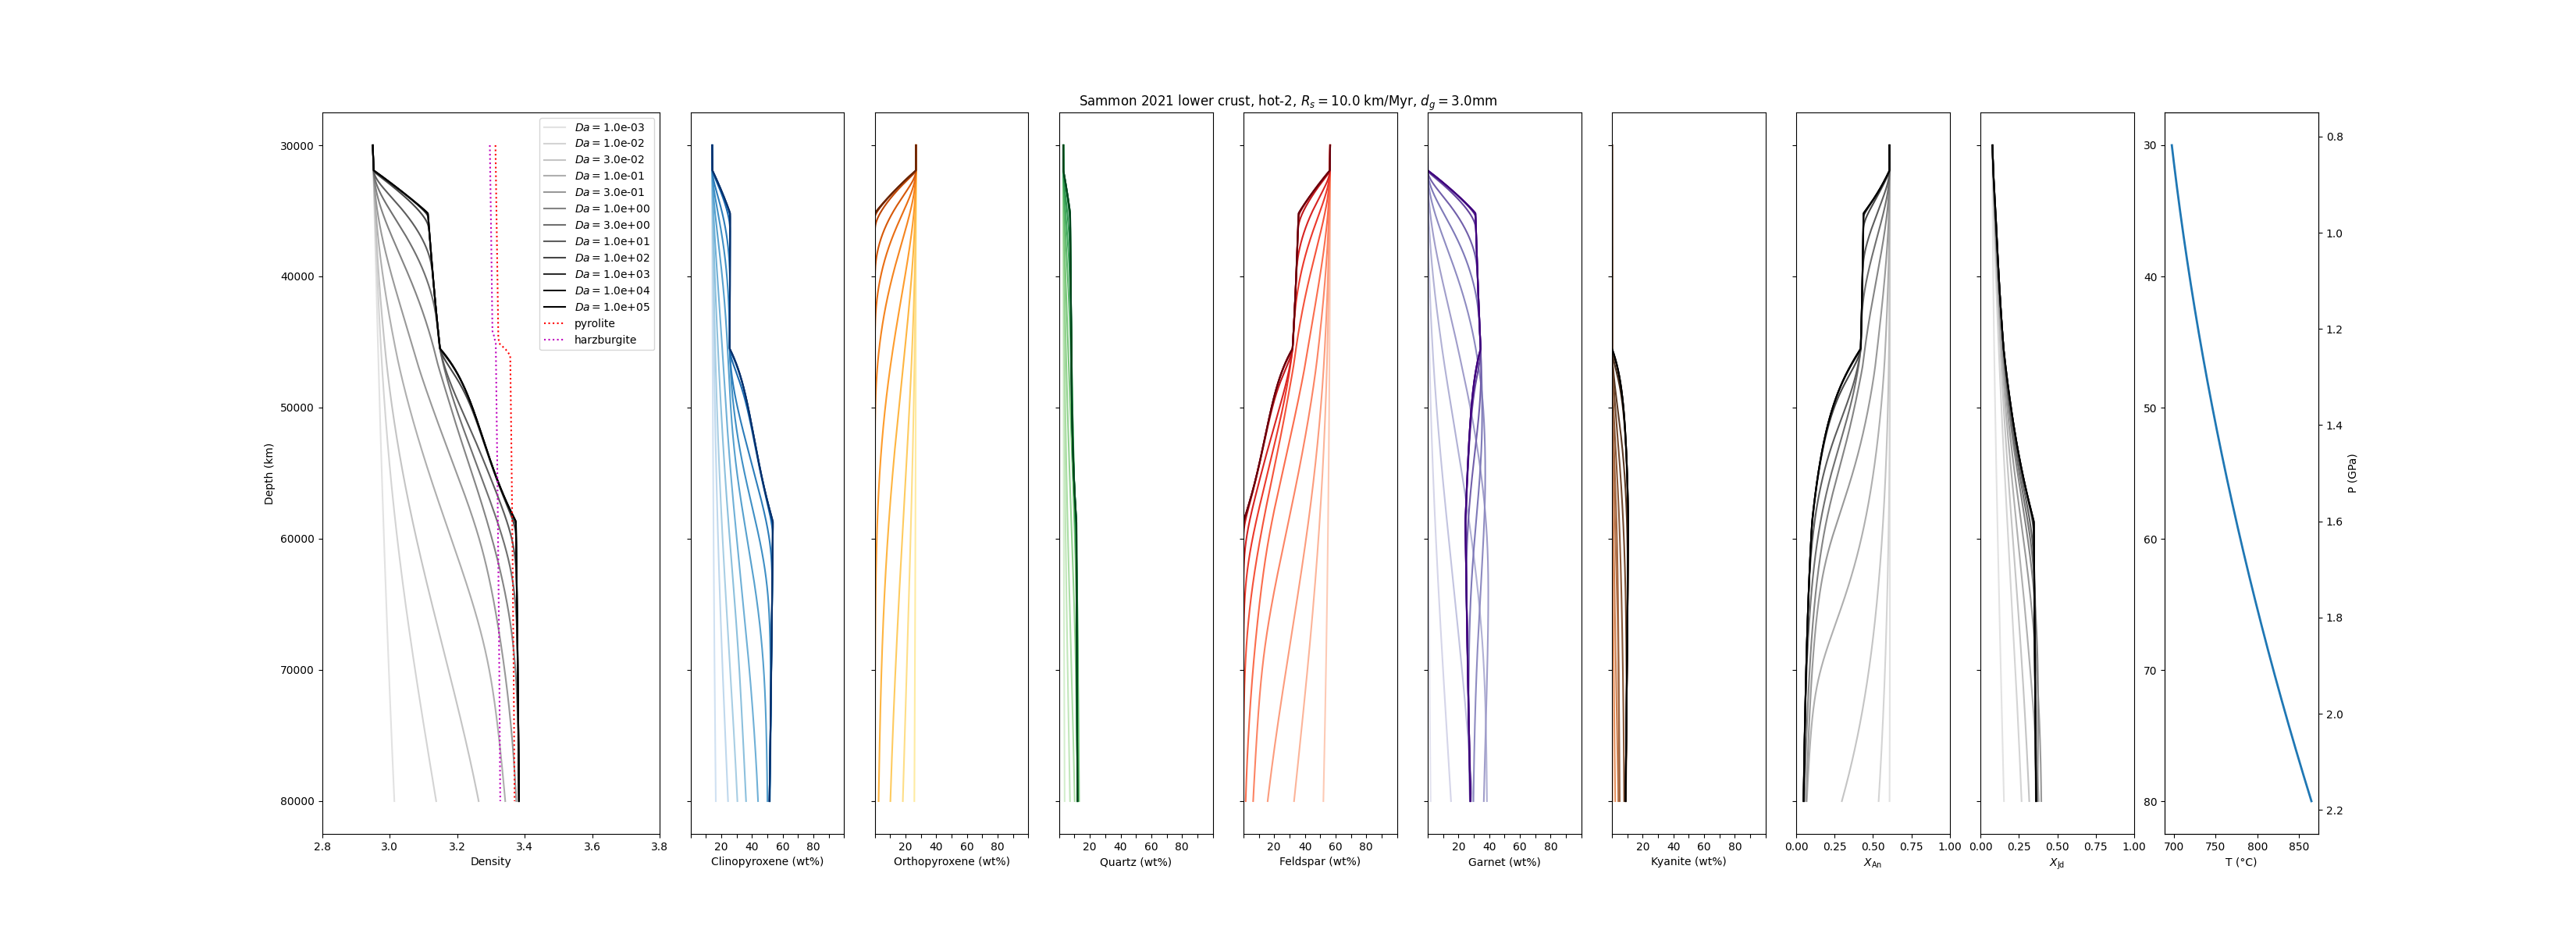 Sammon 2021 lower crust, hot-2, R_s = 10.0 km/Myr, d_g = 3.0mm
Da = 1.0e-03
Da = 1.0e-02
Da = 3.0e-02
Da = 1.0e-01
Da = 3.0e-01
Da = 1.0e+00
Da = 3.0e+00
Da = 1.0e+01
Da = 1.0e+02
Da = 1.0e+03
Da = 1.0e+04
Da = 1.0e+05
pyrolite
harzburgite
Depth (km)
30000
40000
50000
60000
70000
80000
2.8 3.0 3.2 3.4 3.6 3.8
Density
20 40 60 80
Clinopyroxene (wt%)
20 40 60 80
Orthopyroxene (wt%)
20 40 60 80
Quartz (wt%)
20 40 60 80
Feldspar (wt%)
20 40 60 80
Garnet (wt%)
20 40 60 80
Kyanite (wt%)
0.00 0.25 0.50 0.75 1.00
X_An
0.00 0.25 0.50 0.75 1.00
X_Jd
30
40
50
60
70
80
700 750 800 850
T (°C)
0.8
1.0
1.2
1.4
1.6
1.8
2.0
2.2
P (GPa)